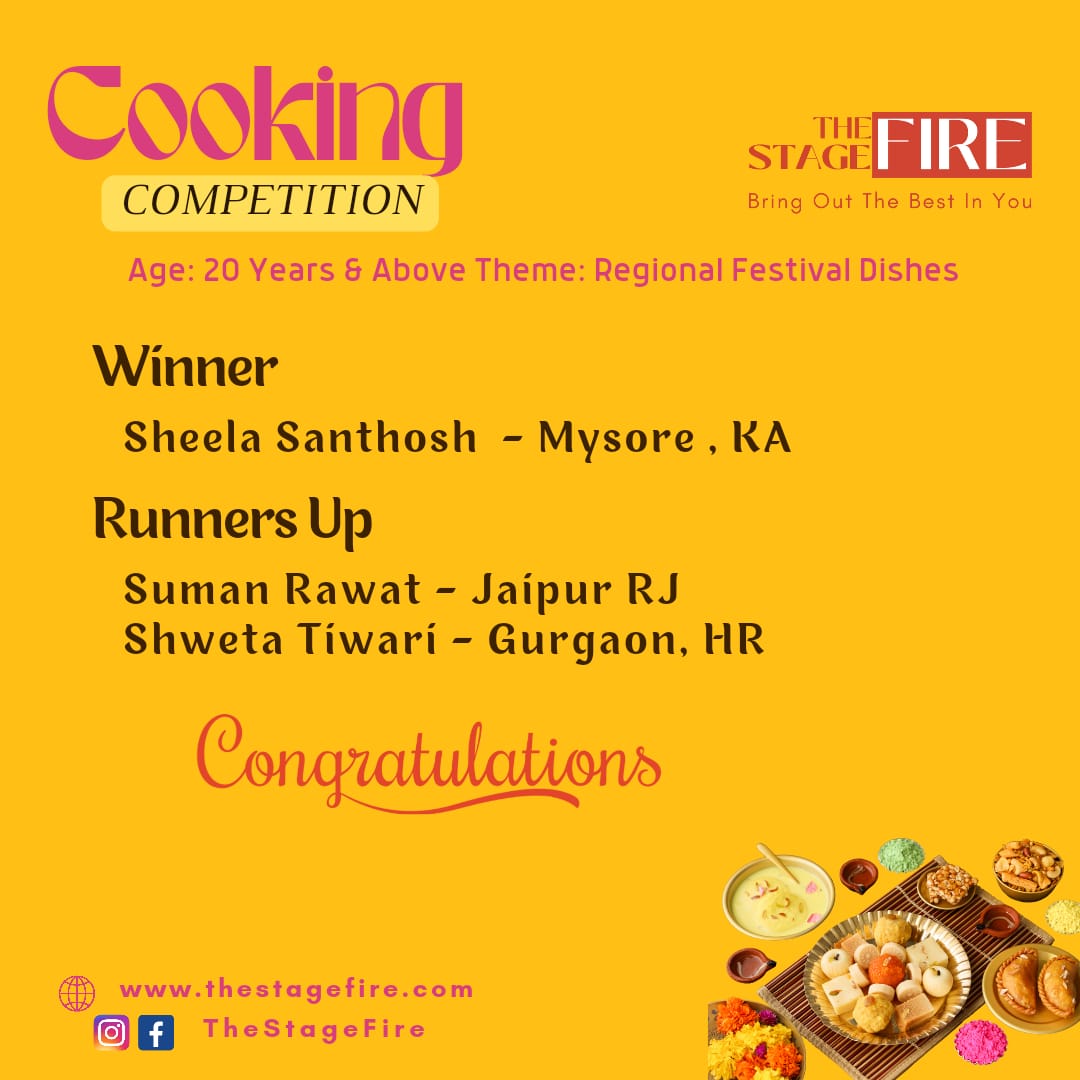 Cooking
COMPETITION
THE
STAGE FIRE
Bring Out The Best In You
Age: 20 Years & Above Theme: Regional Festival Dishes
Winner
Sheela Santhosh - Mysore , KA
Runners Up
Suman Rawat - Jaipur RJ
Shweta Tiwari - Gurgaon, HR
Congratulations
www.thestagefire.com
TheStageFire